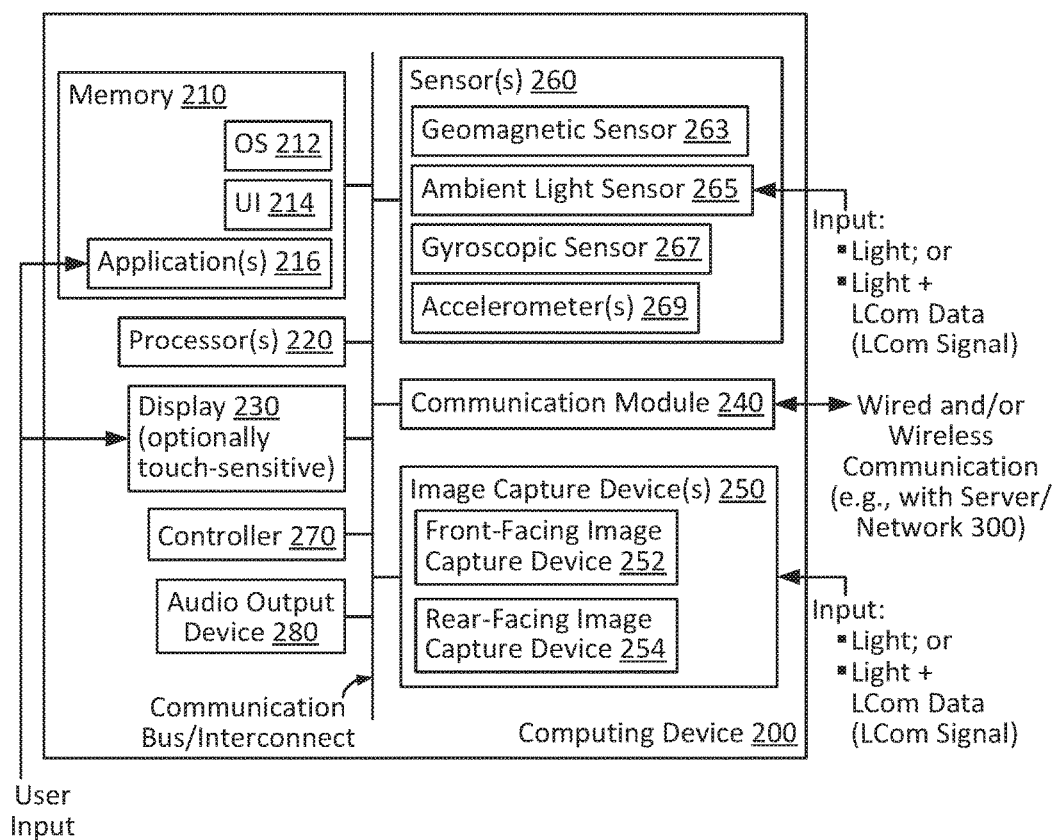 Memory 210
OS 212
UI 214
Application(s) 216
Processor(s) 220
Display 230
(optionally
touch-sensitive)
Controller 270
Audio Output
Device 280
Communication
Bus/Interconnect
Sensor(s) 260
Geomagnetic Sensor 263
Ambient Light Sensor 265
Gyroscopic Sensor 267
Accelerometer(s) 269
Communication Module 240
Image Capture Device(s) 250
Front-Facing Image
Capture Device 252
Rear-Facing Image
Capture Device 254
Computing Device 200
Input:
▪ Light; or
▪ Light +
LCom Data
(LCom Signal)
Wired and/or
Wireless
Communication
(e.g., with Server/
Network 300)
Input:
▪ Light; or
▪ Light +
LCom Data
(LCom Signal)
User
Input